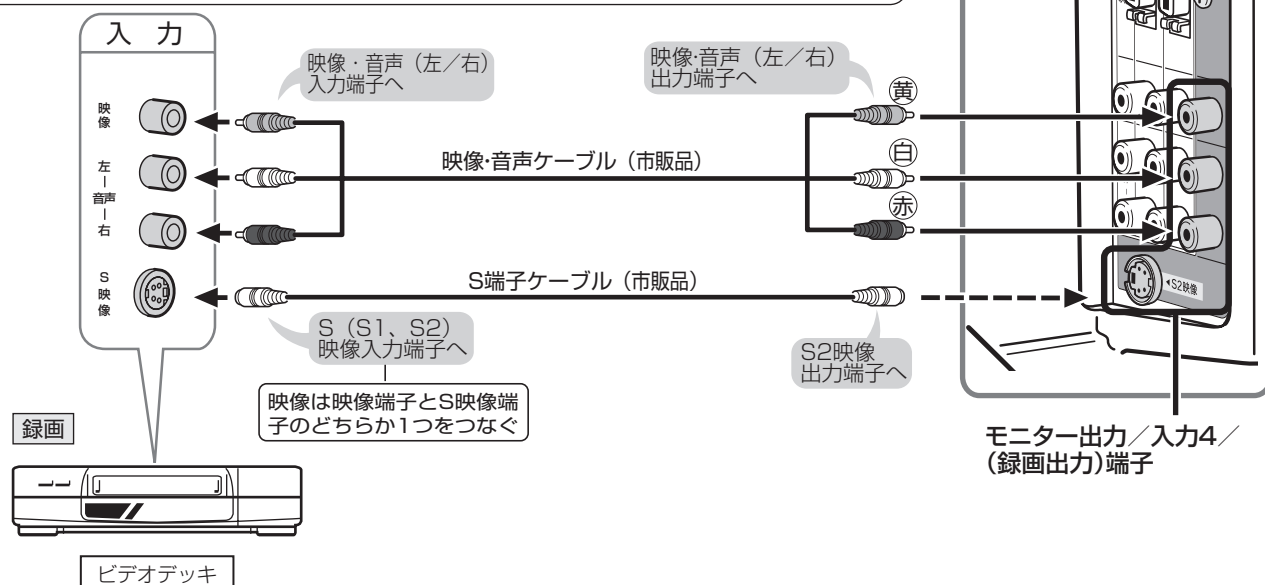 入 力
映像・音声（左／右）
入力端子へ
映像･音声（左／右）
出力端子へ
黄
映像
映像･音声ケーブル（市販品）
白
左ー音声ー右
赤
S映像
S端子ケーブル（市販品）
◀S2映像
S（S1、S2）
映像入力端子へ
S2映像
出力端子へ
映像は映像端子とS映像端
子のどちらか1つをつなぐ
録画
モニター出力／入力4／
(録画出力)端子
ビデオデッキ